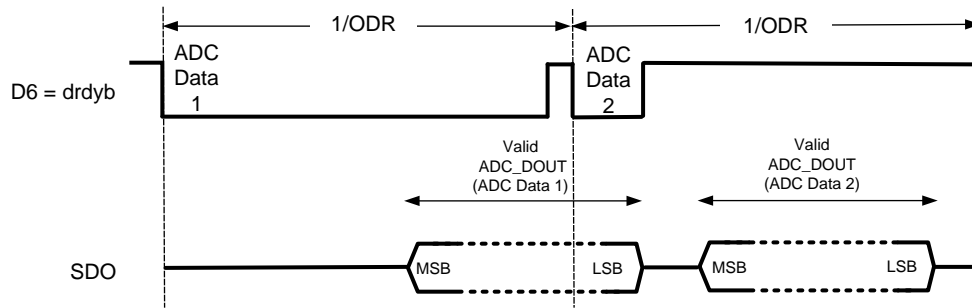 1/ODR
1/ODR
ADC
Data
1
ADC
Data
2
D6 = drdyb
Valid
ADC_DOUT
(ADC Data 1)
Valid
ADC_DOUT
(ADC Data 2)
SDO
MSB
LSB
MSB
LSB